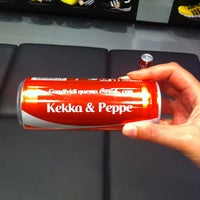 Condividi questa Coca-Cola con
Kekka & Peppe